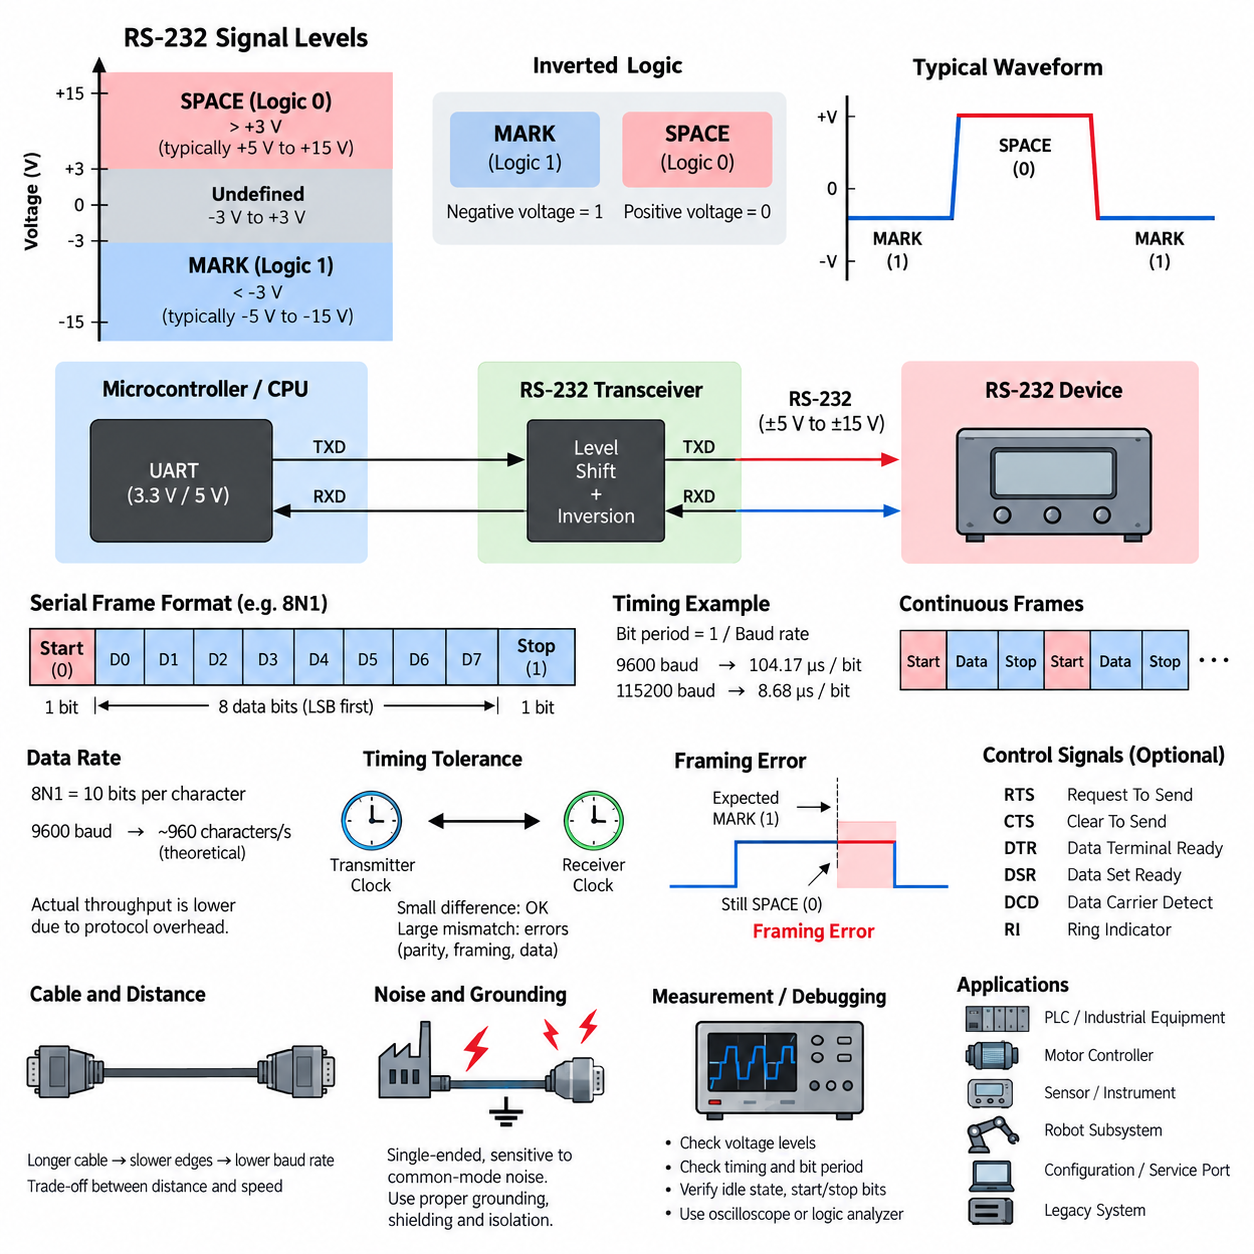 RS-232 Signal Levels
Voltage (V)
+15
+3
0
-3
-15
SPACE (Logic 0)
> +3 V
(typically +5 V to +15 V)
Undefined
-3 V to +3 V
MARK (Logic 1)
< -3 V
(typically -5 V to -15 V)
Inverted Logic
MARK
(Logic 1)
SPACE
(Logic 0)
Negative voltage = 1
Positive voltage = 0
Typical Waveform
+V
0
-V
SPACE
(0)
MARK
(1)
MARK
(1)
Microcontroller / CPU
UART
(3.3 V / 5 V)
TXD
RXD
RS-232 Transceiver
Level
Shift
+
Inversion
TXD
RXD
RS-232
(±5 V to ±15 V)
RS-232 Device
Serial Frame Format (e.g. 8N1)
Start
(0)
D0
D1
D2
D3
D4
D5
D6
D7
Stop
(1)
1 bit
8 data bits (LSB first)
1 bit
Timing Example
Bit period = 1 / Baud rate
9600 baud → 104.17 µs / bit
115200 baud → 8.68 µs / bit
Continuous Frames
Start
Data
Stop
Start
Data
Stop
...
Data Rate
8N1 = 10 bits per character
9600 baud → ~960 characters/s
(theoretical)
Actual throughput is lower
due to protocol overhead.
Timing Tolerance
Transmitter
Clock
Receiver
Clock
Small difference: OK
Large mismatch: errors
(parity, framing, data)
Framing Error
Expected
MARK (1)
Still SPACE (0)
Framing Error
Control Signals (Optional)
RTS Request To Send
CTS Clear To Send
DTR Data Terminal Ready
DSR Data Set Ready
DCD Data Carrier Detect
RI Ring Indicator
Cable and Distance
Longer cable → slower edges → lower baud rate
Trade-off between distance and speed
Noise and Grounding
Single-ended, sensitive to
common-mode noise.
Use proper grounding,
shielding and isolation.
Measurement / Debugging
• Check voltage levels
• Check timing and bit period
• Verify idle state, start/stop bits
• Use oscilloscope or logic analyzer
Applications
PLC / Industrial Equipment
Motor Controller
Sensor / Instrument
Robot Subsystem
Configuration / Service Port
Legacy System